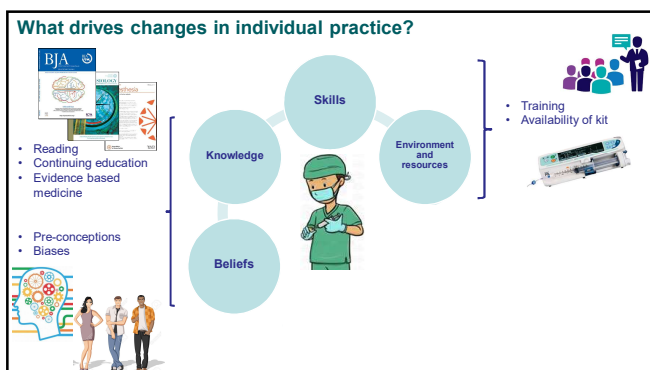 What drives changes in individual practice?
BJA
Skills
Knowledge
Environment
and
resources
Beliefs
• Reading
• Continuing education
• Evidence based
medicine
• Pre-conceptions
• Biases
• Training
• Availability of kit